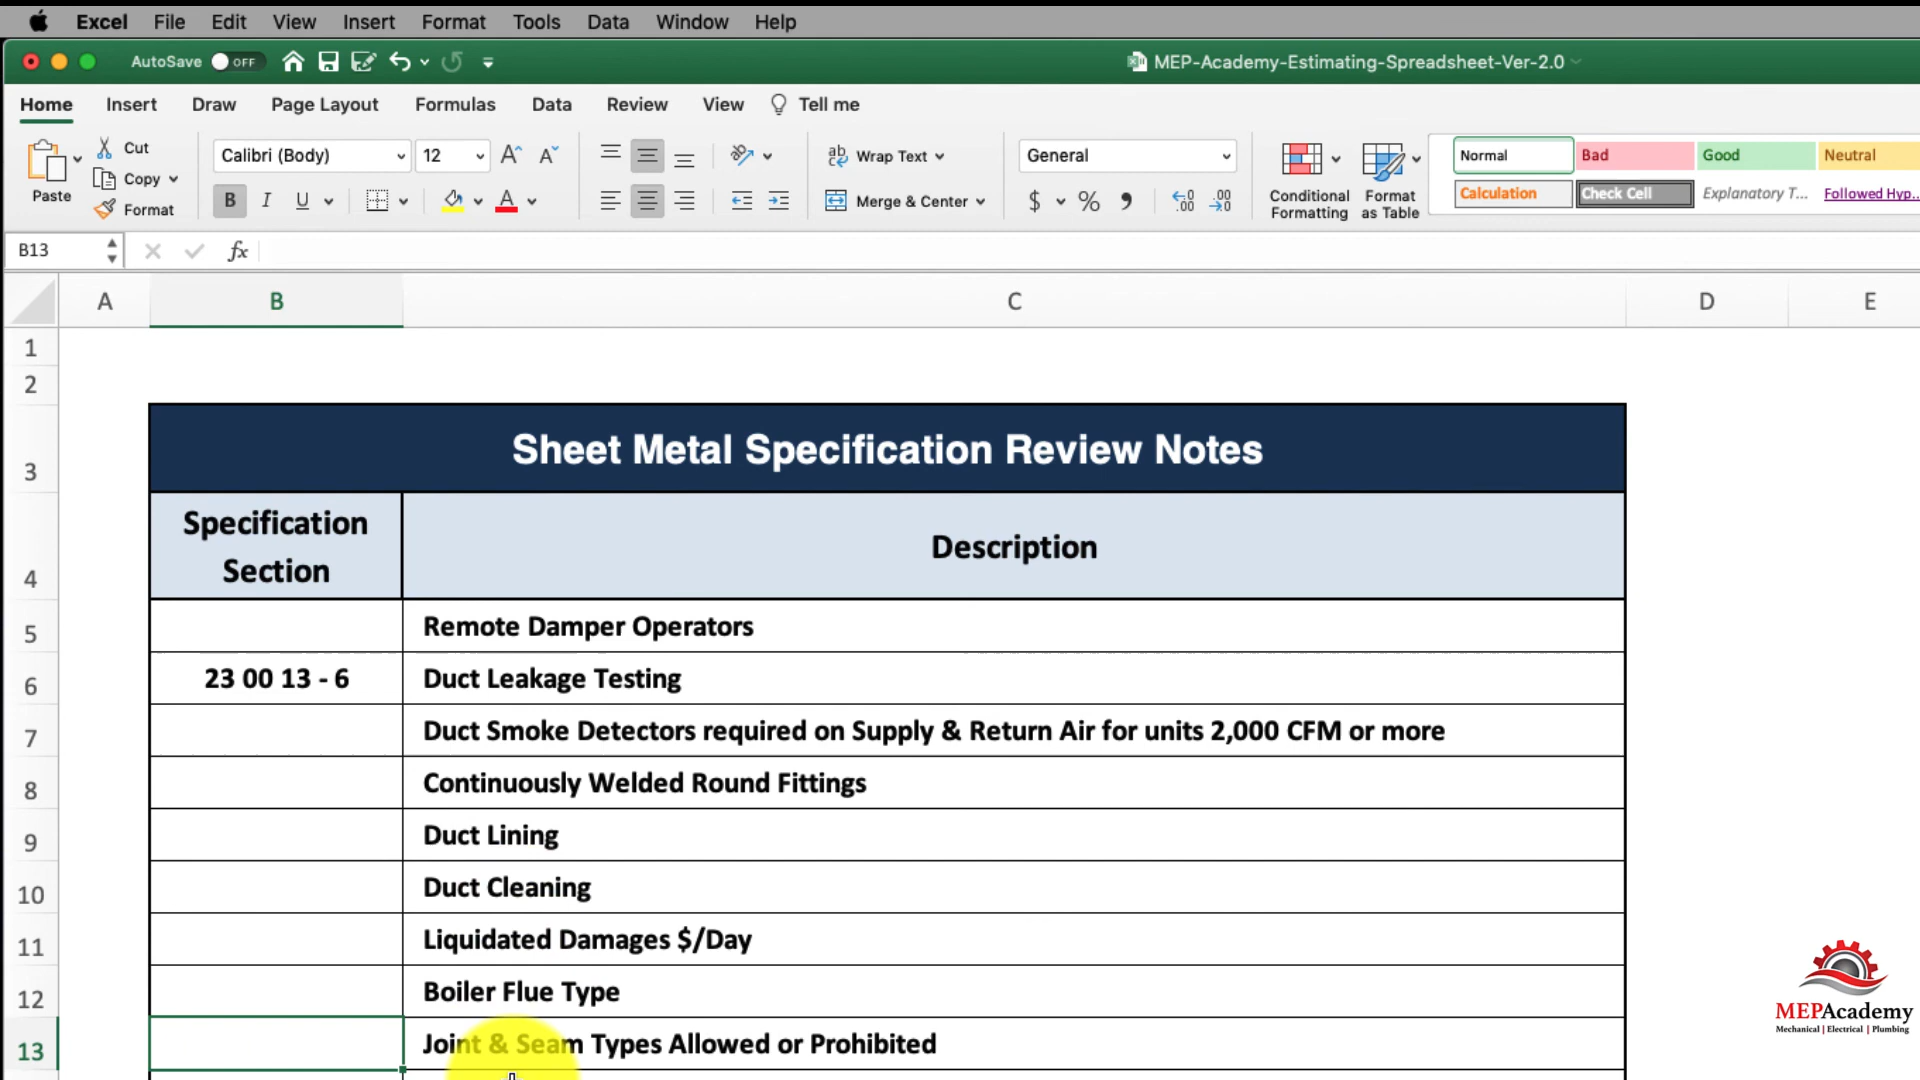 Excel File Edit View Insert Format Tools Data Window Help
AutoSave OFF MEP-Academy-Estimating-Spreadsheet-Ver-2.0
Home Insert Draw Page Layout Formulas Data Review View Tell me
Paste
Cut
Copy
Format
Calibri (Body) 12
B I U A
Wrap Text
Merge & Center
General
$ % 9
Conditional Formatting
Format as Table
Normal Bad Good Neutral
Calculation Check Cell Explanatory T... Followed Hyp...
B13 fx
A B C D E
1
2
3 Sheet Metal Specification Review Notes
4 Specification Section Description
5 Remote Damper Operators
6 23 00 13 - 6 Duct Leakage Testing
7 Duct Smoke Detectors required on Supply & Return Air for units 2,000 CFM or more
8 Continuously Welded Round Fittings
9 Duct Lining
10 Duct Cleaning
11 Liquidated Damages $/Day
12 Boiler Flue Type
13 Joint & Seam Types Allowed or Prohibited
MEPAcademy
Mechanical | Electrical | Plumbing